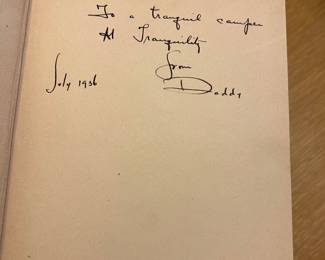 To a tranquil camper
At Tranquility
from
July 1936 Daddy